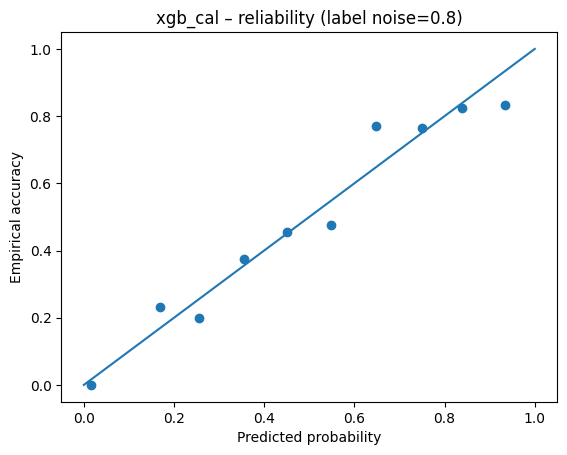 xgb_cal – reliability (label noise=0.8)
1.0
0.8
0.6
0.4
0.2
0.0
Empirical accuracy
0.0 0.2 0.4 0.6 0.8 1.0
Predicted probability